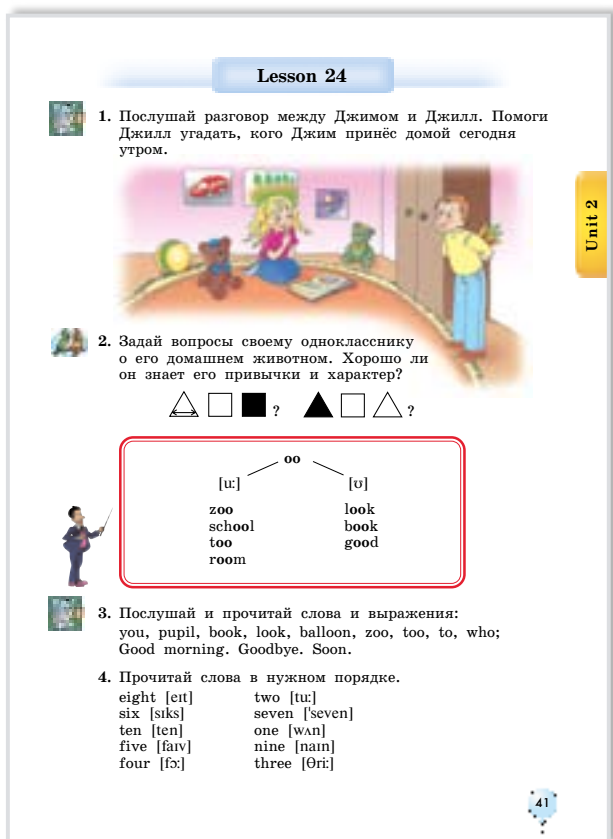 Lesson 24
1. Послушай разговор между Джимом и Джилл. Помоги
Джилл угадать, кого Джим принёс домой сегодня
утром.
Unit 2
2. Задай вопросы своему однокласснику
о его домашнем животном. Хорошо ли
он знает его привычки и характер?
? ?
oo
[uː] [ʊ]
zoo look
school book
too good
room
3. Послушай и прочитай слова и выражения:
you, pupil, book, look, balloon, zoo, too, to, who;
Good morning. Goodbye. Soon.
4. Прочитай слова в нужном порядке.
eight [eɪt] two [tuː]
six [sɪks] seven ['seven]
ten [ten] one [wʌn]
five [faɪv] nine [naɪn]
four [fɔː] three [θriː]
41